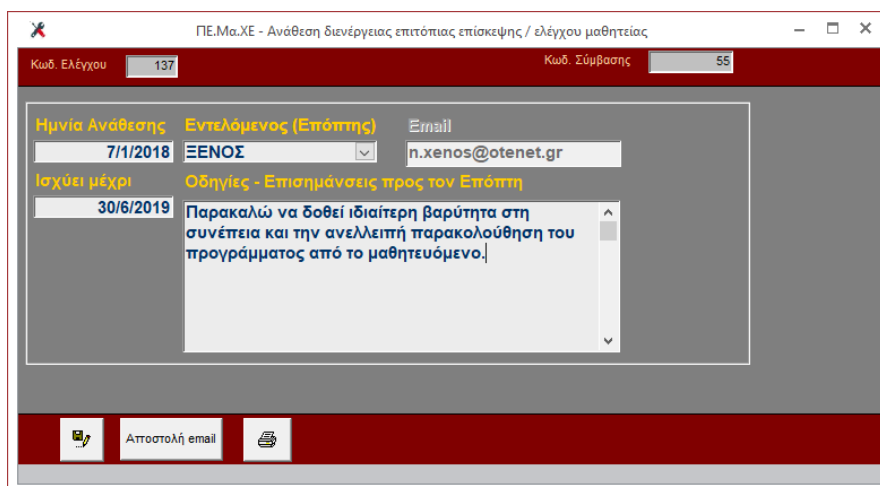 ΠΕ.Μα.ΧΕ - Ανάθεση διενέργειας επιτόπιας επίσκεψης / ελέγχου μαθητείας
Κωδ. Ελέγχου 137 Κωδ. Σύμβασης 55
Ημνία Ανάθεσης Εντελόμενος (Επόπτης) Email
7/1/2018 ΞΕΝΟΣ n.xenos@otenet.gr
Ισχύει μέχρι Οδηγίες - Επισημάνσεις προς τον Επόπτη
30/6/2019 Παρακαλώ να δοθεί ιδιαίτερη βαρύτητα στη
συνέπεια και την ανελλειπή παρακολούθηση του
προγράμματος από το μαθητευόμενο.
Αποστολή email